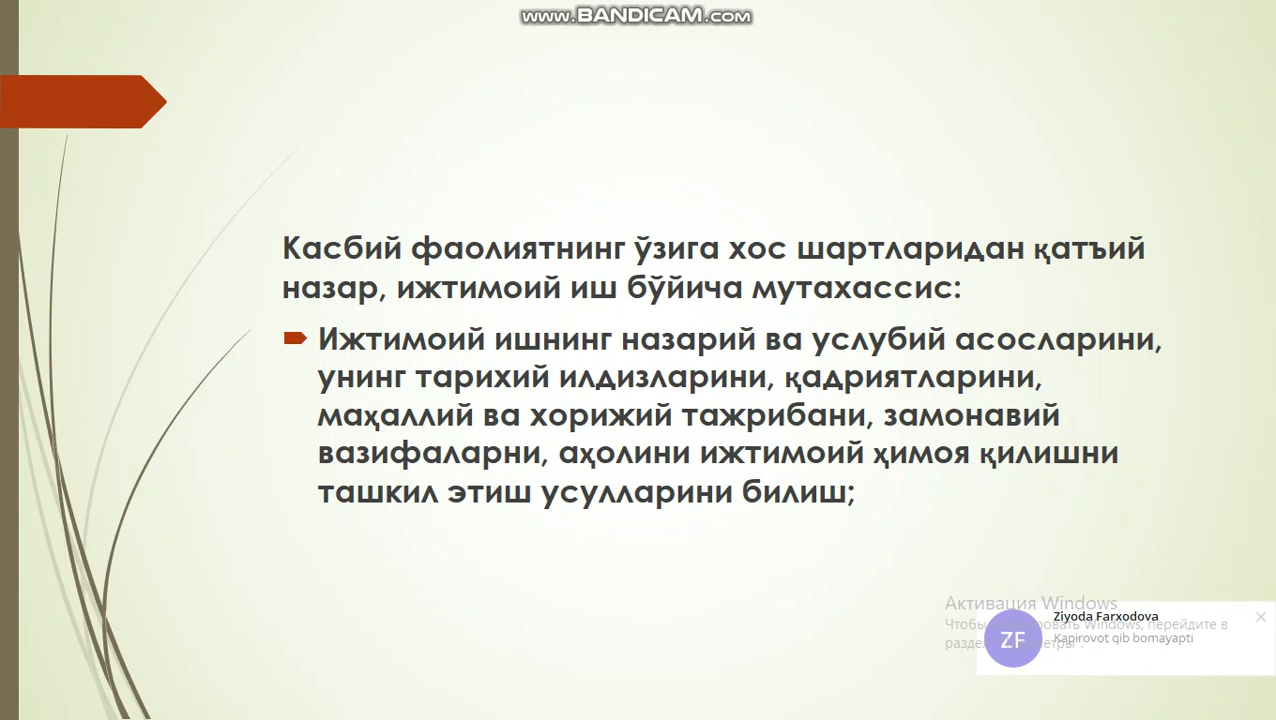 www.BANDICAM.com
Касбий фаолиятнинг ўзига хос шартларидан қатъий
назар, ижтимоий иш бўйича мутахассис:
Ижтимоий ишнинг назарий ва услубий асосларини,
унинг тарихий илдизларини, қадриятларини,
маҳаллий ва хорижий тажрибани, замонавий
вазифаларни, аҳолини ижтимоий ҳимоя қилишни
ташкил этиш усулларини билиш;
Активация Windows
Windows, перейдите в
ZF
Ziyoda Farxodova
Kapirovot qib bomayapti